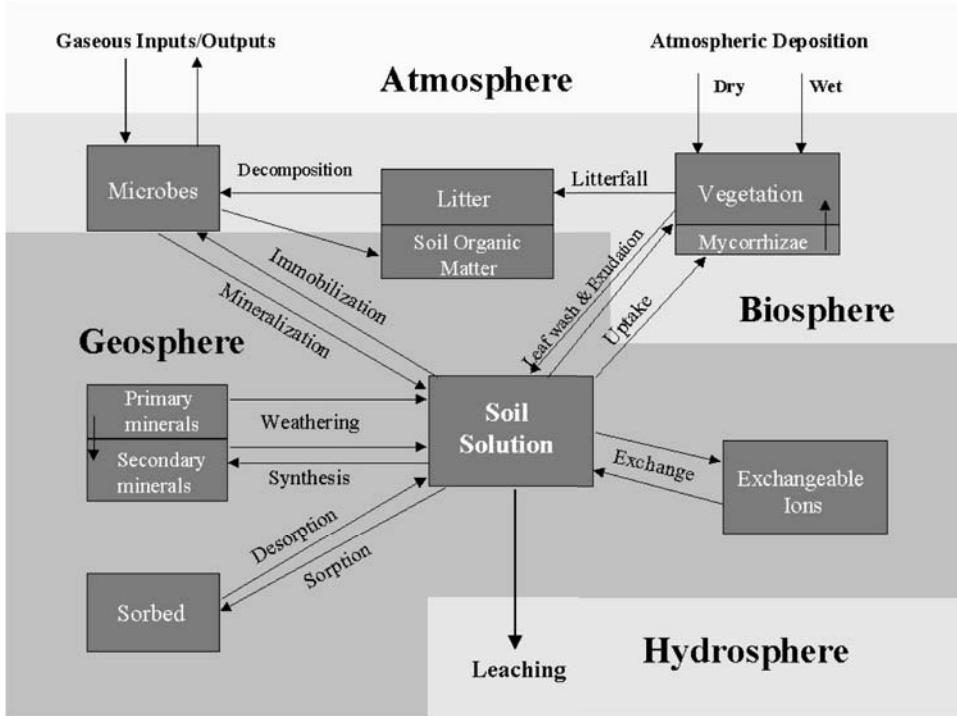 Gaseous Inputs/Outputs
Atmospheric Deposition
Atmosphere
Dry
Wet
Microbes
Decomposition
Litter
Litterfall
Vegetation
Soil Organic
Matter
Mycorrhizae
Immobilization
Mineralization
Leaf wash & Exudation
Uptake
Biosphere
Geosphere
Primary
minerals
Weathering
Secondary
minerals
Synthesis
Soil
Solution
Exchange
Exchangeable
Ions
Desorption
Sorption
Sorbed
Leaching
Hydrosphere